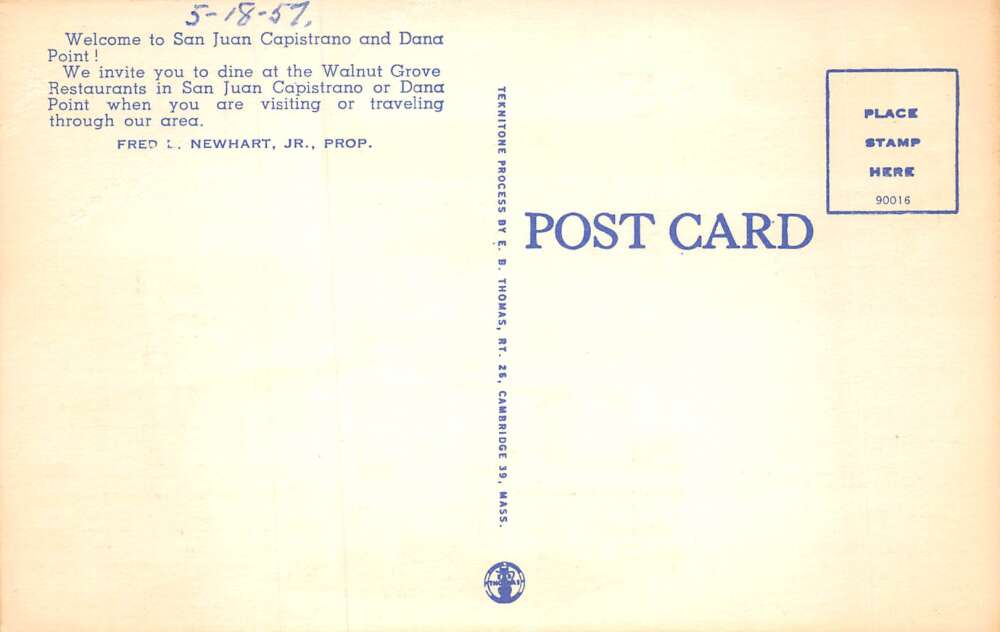 5-18-57.
Welcome to San Juan Capistrano and Dana
Point!
We invite you to dine at the Walnut Grove
Restaurants in San Juan Capistrano or Dana
Point when you are visiting or traveling
through our area.
FRED L. NEWHART, JR., PROP.
TEKNITONE PROCESS BY E. B. THOMAS, RT. 26, CAMBRIDGE 39, MASS.
POST CARD
PLACE
STAMP
HERE
90016
THOMAS